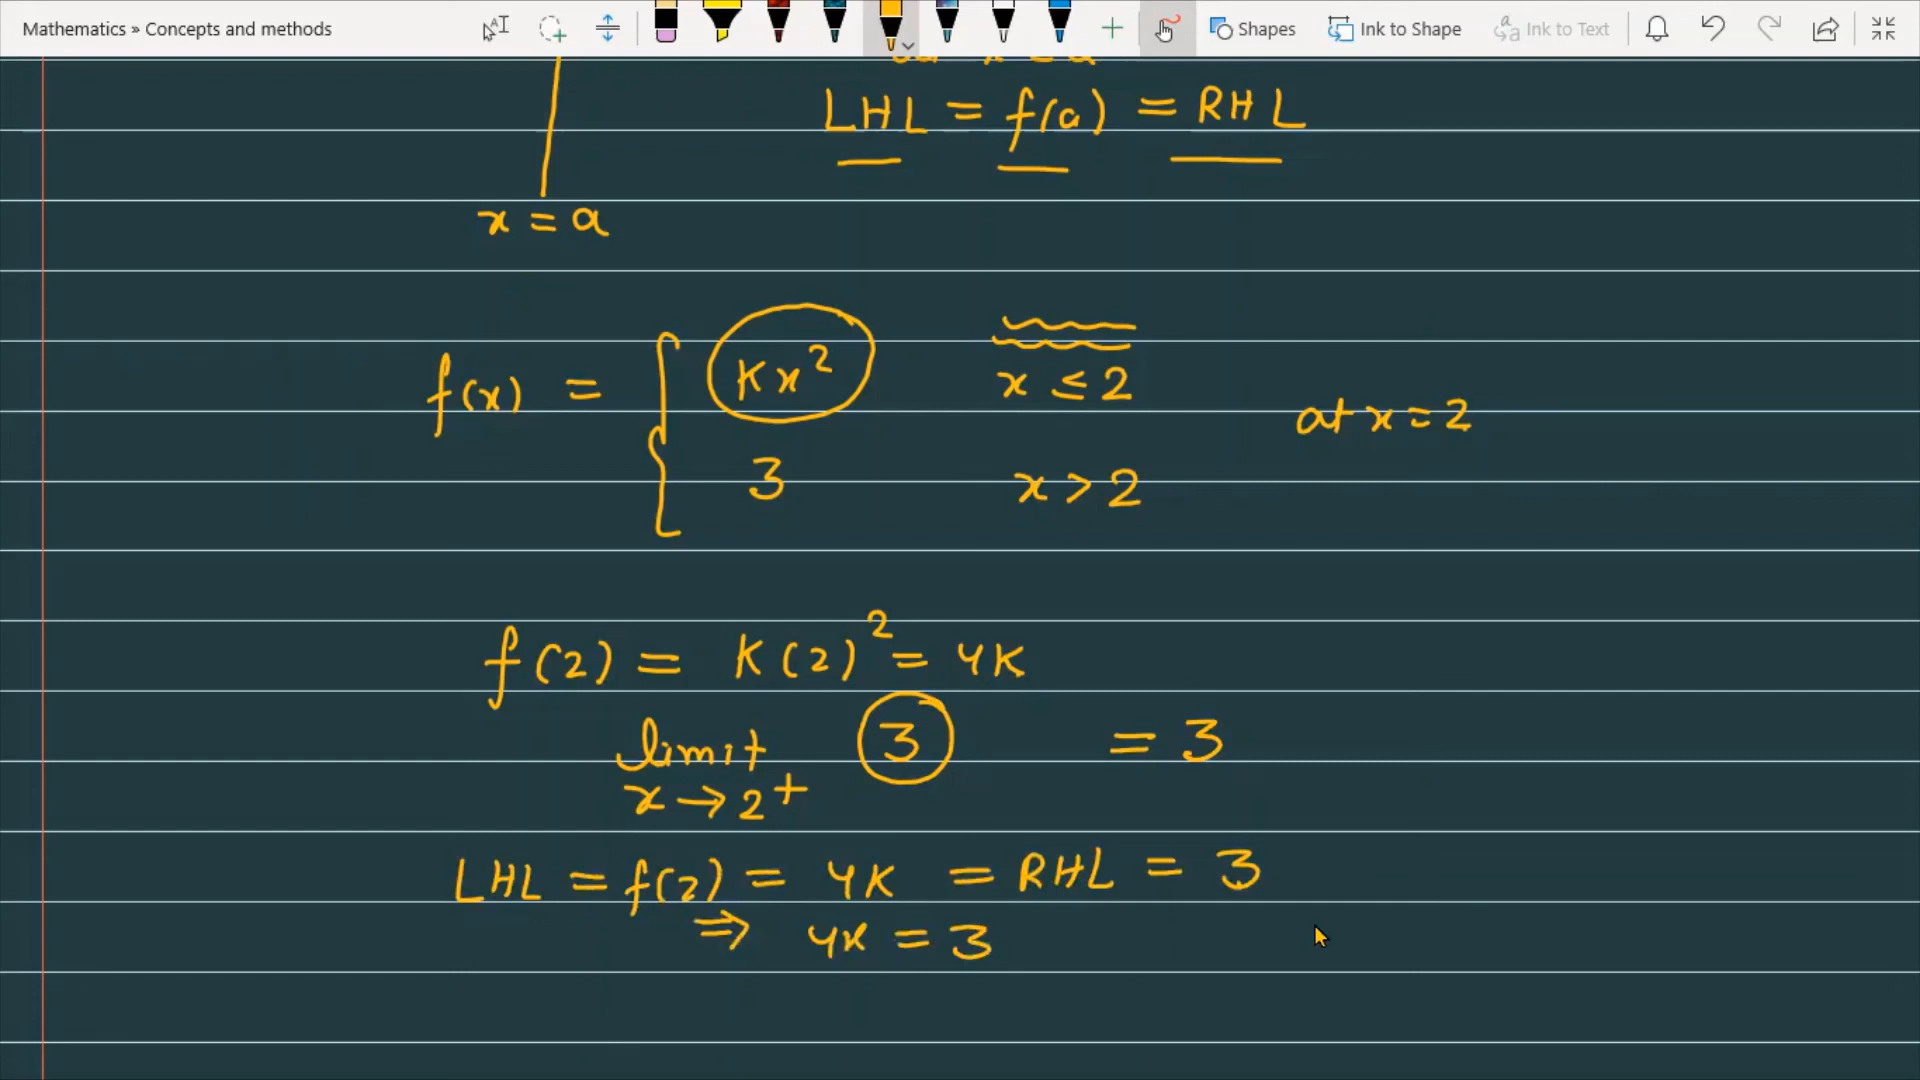 Mathematics » Concepts and methods
Shapes
Ink to Shape
Ink to Text
LHL = f(a) = RHL
x = a
f(x) = { Kx² x ≤ 2
at x = 2
3 x > 2
f(2) = K(2)² = 4K
limit 3 = 3
x → 2+
LHL = f(2) = 4K = RHL = 3
⇒ 4K = 3